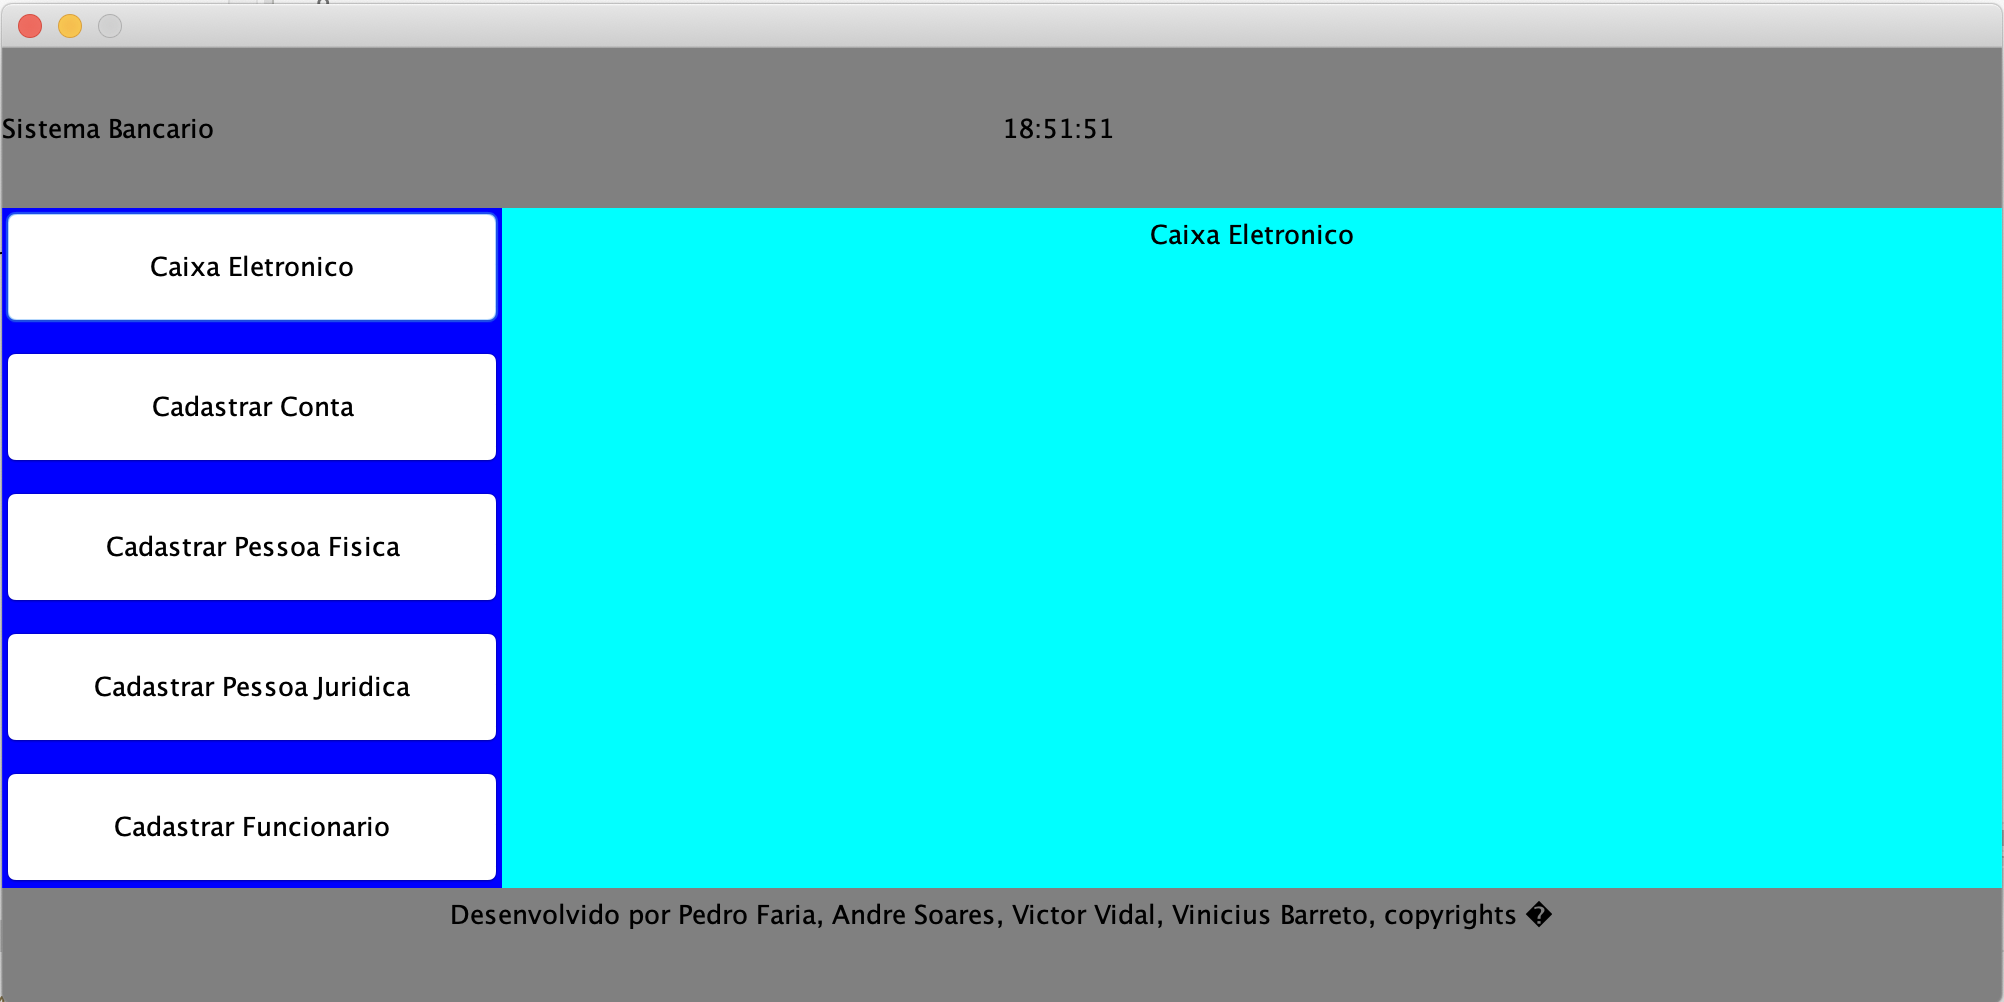 Sistema Bancario
18:51:51
Caixa Eletronico
Caixa Eletronico
Cadastrar Conta
Cadastrar Pessoa Fisica
Cadastrar Pessoa Juridica
Cadastrar Funcionario
Desenvolvido por Pedro Faria, Andre Soares, Victor Vidal, Vinicius Barreto, copyrights �